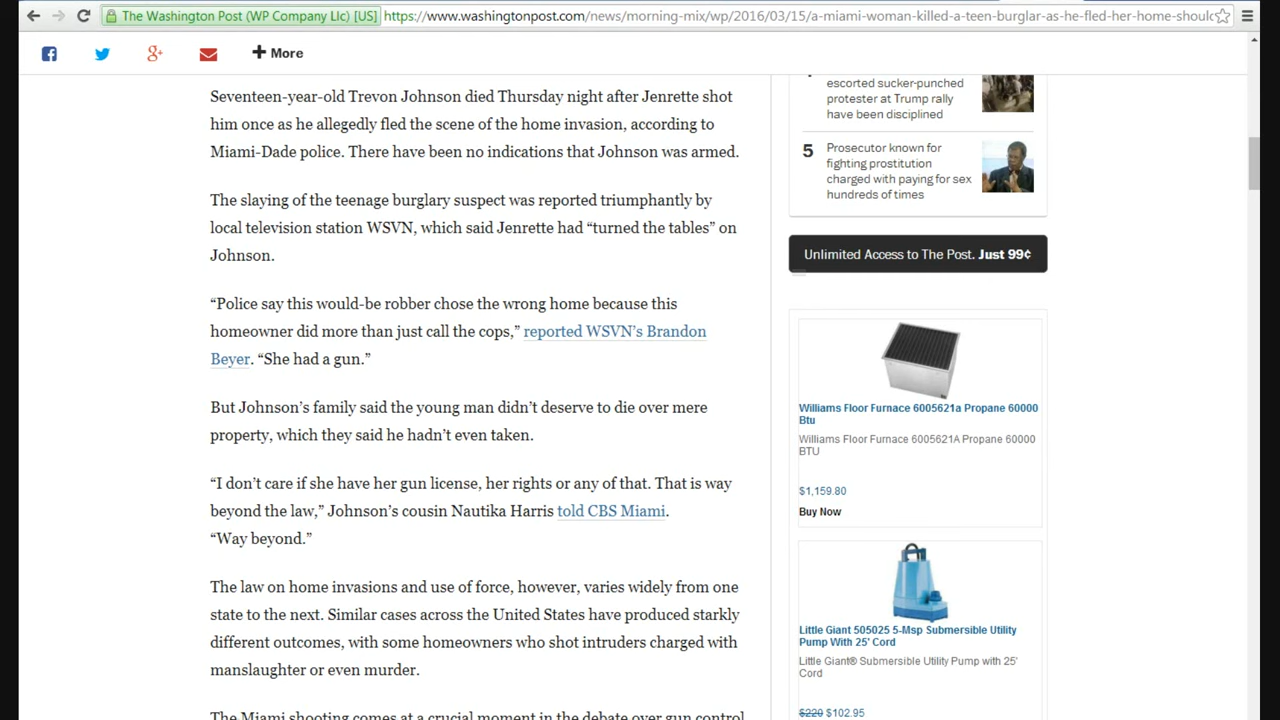 The Washington Post (WP Company Llc) [US]
https://www.washingtonpost.com/news/morning-mix/wp/2016/03/15/a-miami-woman-killed-a-teen-burglar-as-he-fled-her-home-shoulc
More
Seventeen-year-old Trevon Johnson died Thursday night after Jenrette shot
him once as he allegedly fled the scene of the home invasion, according to
Miami-Dade police. There have been no indications that Johnson was armed.
The slaying of the teenage burglary suspect was reported triumphantly by
local television station WSVN, which said Jenrette had “turned the tables” on
Johnson.
“Police say this would-be robber chose the wrong home because this
homeowner did more than just call the cops,” reported WSVN’s Brandon
Beyer. “She had a gun.”
But Johnson’s family said the young man didn’t deserve to die over mere
property, which they said he hadn’t even taken.
“I don’t care if she have her gun license, her rights or any of that. That is way
beyond the law,” Johnson’s cousin Nautika Harris told CBS Miami.
“Way beyond.”
The law on home invasions and use of force, however, varies widely from one
state to the next. Similar cases across the United States have produced starkly
different outcomes, with some homeowners who shot intruders charged with
manslaughter or even murder.
The Miami shooting comes at a crucial moment in the debate over gun control
escorted sucker-punched
protester at Trump rally
have been disciplined
5
Prosecutor known for
fighting prostitution
charged with paying for sex
hundreds of times
Unlimited Access to The Post. Just 99¢
Williams Floor Furnace 6005621a Propane 60000
Btu
Williams Floor Furnace 6005621A Propane 60000
BTU
$1,159.80
Buy Now
Little Giant 505025 5-Msp Submersible Utility
Pump With 25' Cord
Little Giant® Submersible Utility Pump with 25'
Cord
$220 $102.95